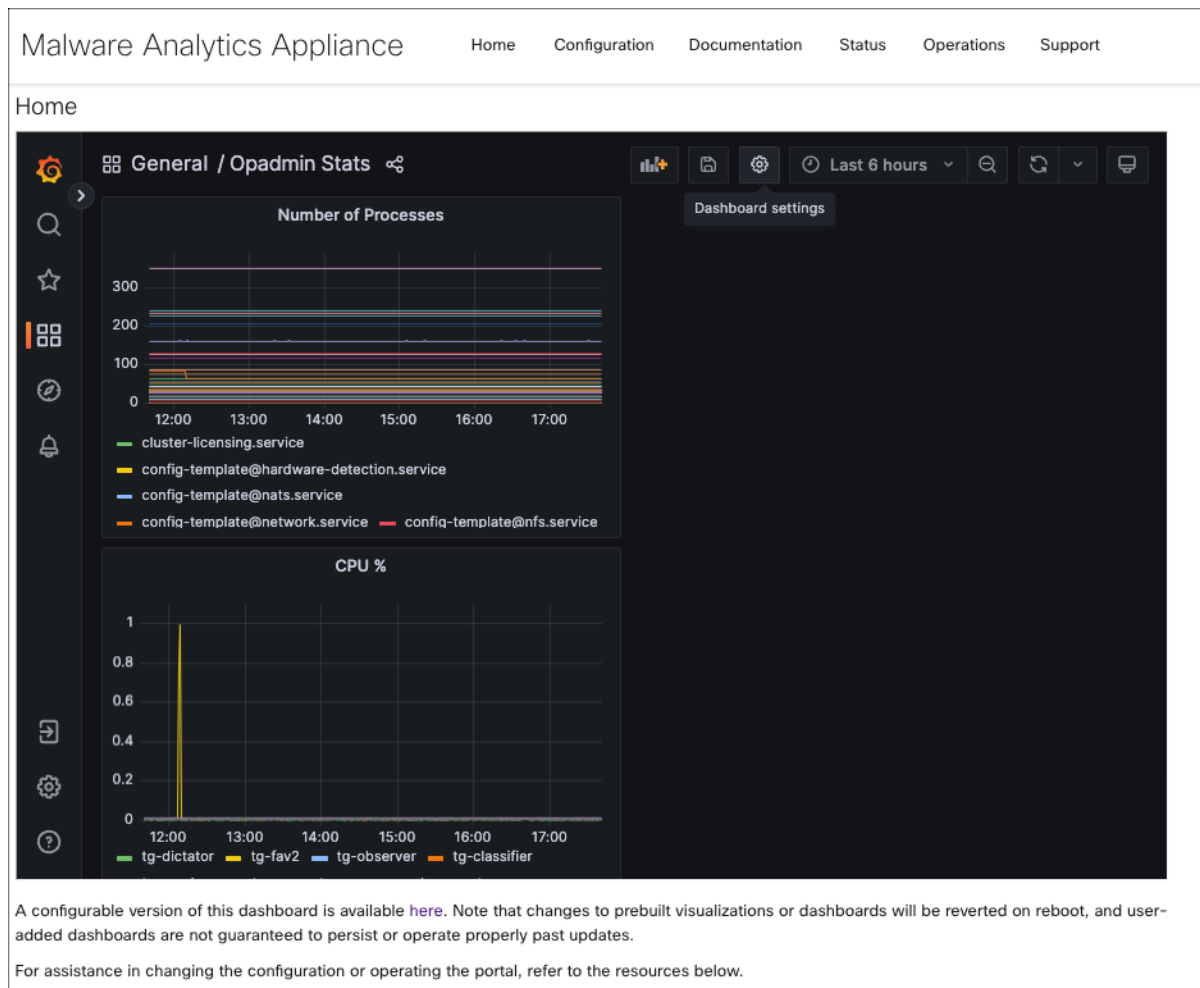 Malware Analytics Appliance Home Configuration Documentation Status Operations Support
Home
General / Opadmin Stats Last 6 hours
Dashboard settings
Number of Processes
300
200
100
0
12:00 13:00 14:00 15:00 16:00 17:00
cluster-licensing.service
config-template@hardware-detection.service
config-template@nats.service
config-template@network.service config-template@nfs.service
CPU %
1
0.8
0.6
0.4
0.2
0
12:00 13:00 14:00 15:00 16:00 17:00
tg-dictator tg-fav2 tg-observer tg-classifier
A configurable version of this dashboard is available here. Note that changes to prebuilt visualizations or dashboards will be reverted on reboot, and user-
added dashboards are not guaranteed to persist or operate properly past updates.
For assistance in changing the configuration or operating the portal, refer to the resources below.